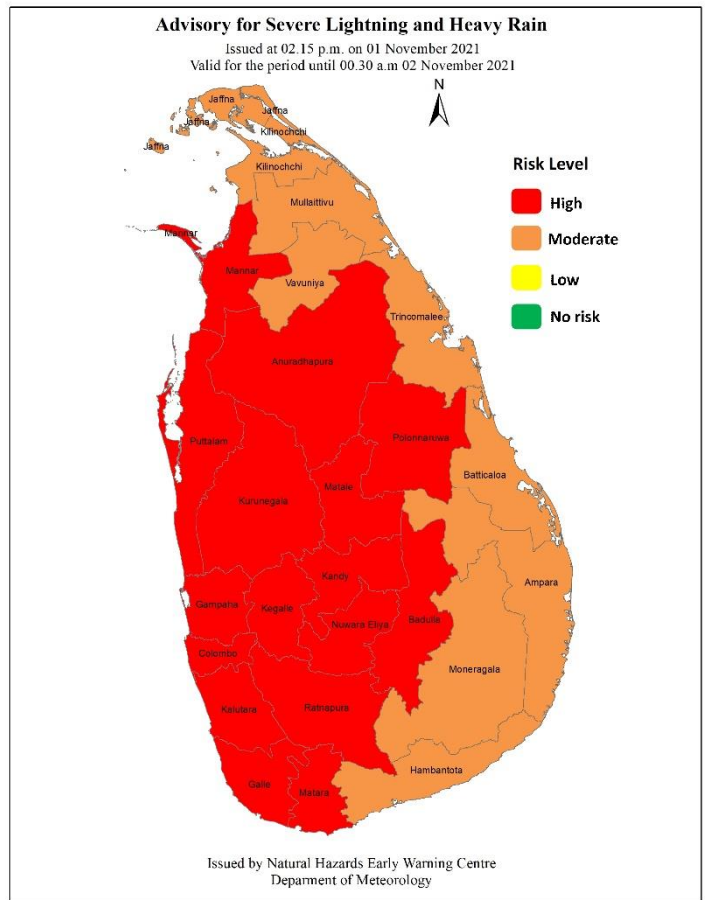 Advisory for Severe Lightning and Heavy Rain
Issued at 02.15 p.m. on 01 November 2021
Valid for the period until 00.30 a.m 02 November 2021
N
Jaffna
Jaffna
Jaffna
Kilinochchi
Jaffna
Kilinochchi
Risk Level
High
Moderate
Low
No risk
Mullaittivu
Mannar
Mannar
Vavuniya
Trincomalee
Anuradhapura
Puttalam
Polonnaruwa
Batticaloa
Matale
Kurunegala
Kandy
Ampara
Gampaha
Kegalle
Nuwara Eliya
Badulla
Colombo
Moneragala
Kalutara
Ratnapura
Hambantota
Galle
Matara
Issued by Natural Hazards Early Warning Centre
Deparment of Meteorology